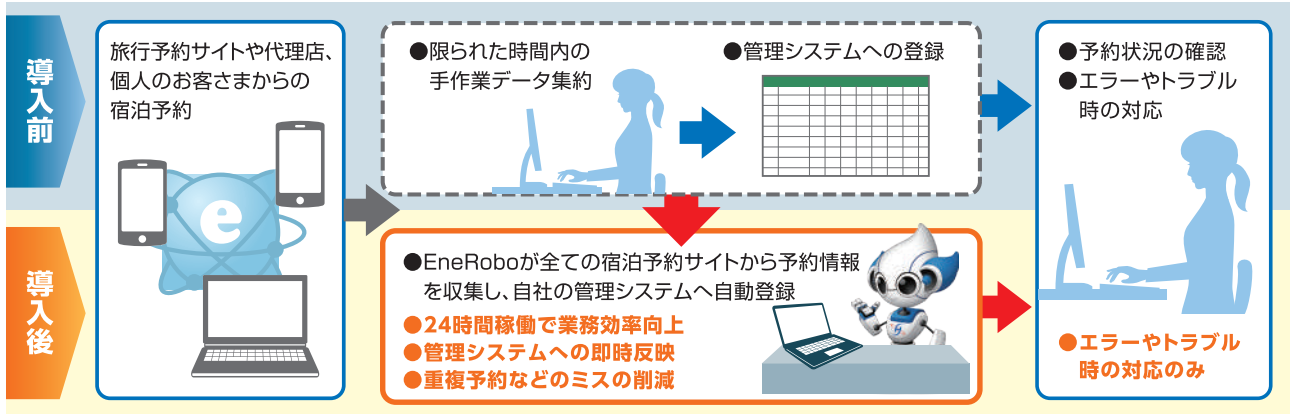 導入前
旅行予約サイトや代理店、
個人のお客さまからの
宿泊予約
e
●限られた時間内の
手作業データ集約
●管理システムへの登録
●予約状況の確認
●エラーやトラブル
時の対応
導入後
●EneRoboが全ての宿泊予約サイトから予約情報
を収集し、自社の管理システムへ自動登録
●24時間稼働で業務効率向上
●管理システムへの即時反映
●重複予約などのミスの削減
●エラーやトラブル
時の対応のみ